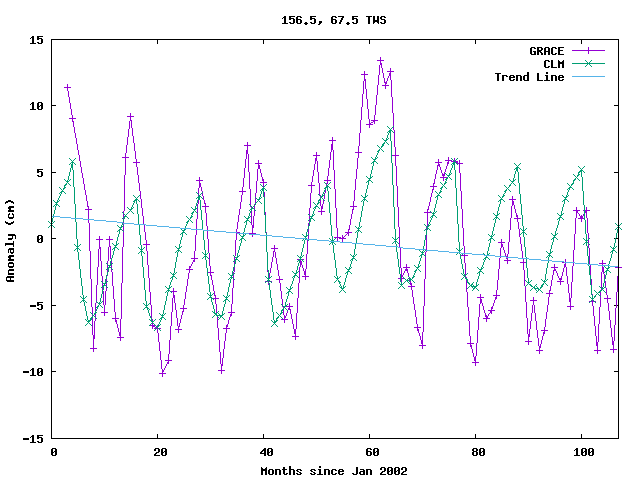 156.5, 67.5 TWS
GRACE
CLM
Trend Line
15
10
5
0
-5
-10
-15
Anomaly (cm)
0 20 40 60 80 100
Months since Jan 2002